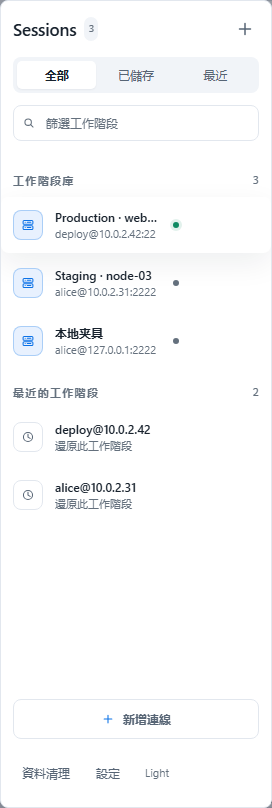 Sessions 3
全部 已儲存 最近
篩選工作階段
工作階段庫 3
Production · web...
deploy@10.0.2.42:22
Staging · node-03
alice@10.0.2.31:2222
本地夹具
alice@127.0.0.1:2222
最近的工作階段 2
deploy@10.0.2.42
還原此工作階段
alice@10.0.2.31
還原此工作階段
+ 新增連線
資料清理 設定 Light